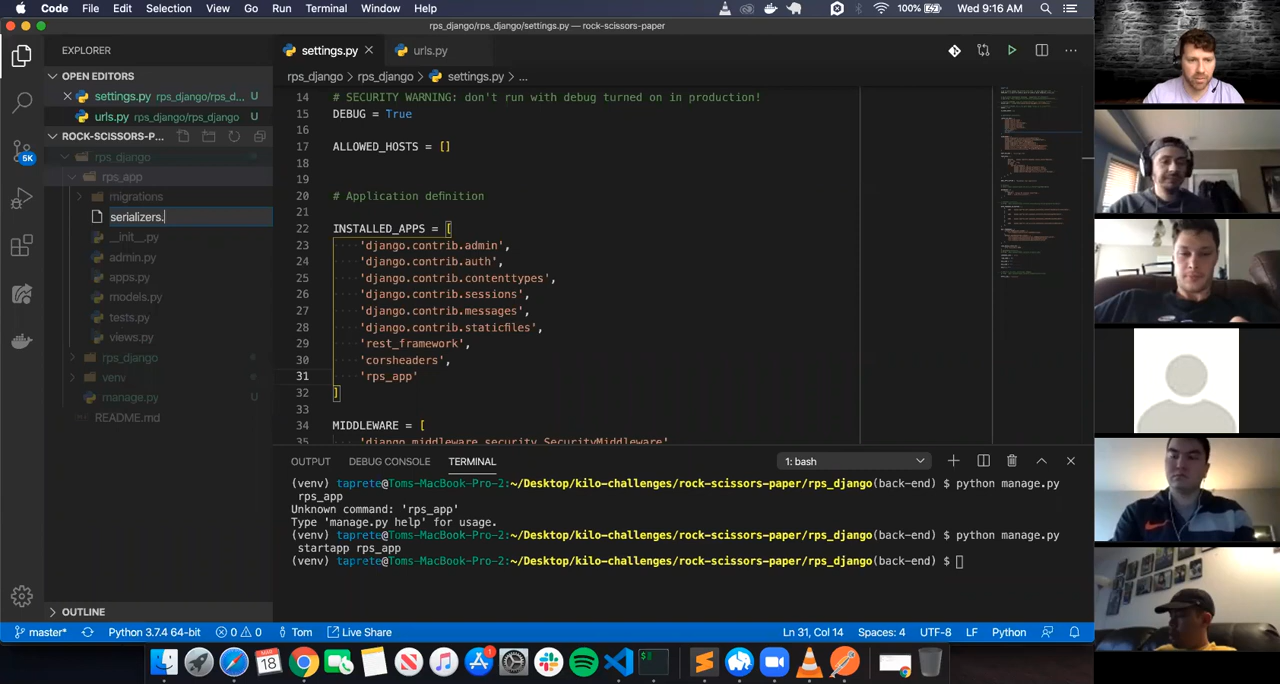 Code File Edit Selection View Go Run Terminal Window Help 100% Wed 9:16 AM
rps_django/rps_django/settings.py — rock-scissors-paper
EXPLORER
settings.py
urls.py
OPEN EDITORS
rps_django > rps_django > settings.py > ...
settings.py rps_django/rps_d... U
urls.py rps_django/rps_django U
ROCK-SCISSORS-P...
rps_django
rps_app
migrations
serializers.
__init__.py
admin.py
apps.py
models.py
tests.py
views.py
rps_django
venv
manage.py U
README.md
OUTLINE
5K
14 # SECURITY WARNING: don't run with debug turned on in production!
15 DEBUG = True
16
17 ALLOWED_HOSTS = []
18
19
20 # Application definition
21
22 INSTALLED_APPS = [
23 'django.contrib.admin',
24 'django.contrib.auth',
25 'django.contrib.contenttypes',
26 'django.contrib.sessions',
27 'django.contrib.messages',
28 'django.contrib.staticfiles',
29 'rest_framework',
30 'corsheaders',
31 'rps_app'
32 ]
33
34 MIDDLEWARE = [
35 'django.middleware.security.SecurityMiddleware'
OUTPUT DEBUG CONSOLE TERMINAL 1: bash
(venv) taprete@Toms-MacBook-Pro-2:~/Desktop/kilo-challenges/rock-scissors-paper/rps_django(back-end) $ python manage.py
rps_app
Unknown command: 'rps_app'
Type 'manage.py help' for usage.
(venv) taprete@Toms-MacBook-Pro-2:~/Desktop/kilo-challenges/rock-scissors-paper/rps_django(back-end) $ python manage.py
startapp rps_app
(venv) taprete@Toms-MacBook-Pro-2:~/Desktop/kilo-challenges/rock-scissors-paper/rps_django(back-end) $
master* Python 3.7.4 64-bit 0 0 Tom Live Share Ln 31, Col 14 Spaces: 4 UTF-8 LF Python
18
1